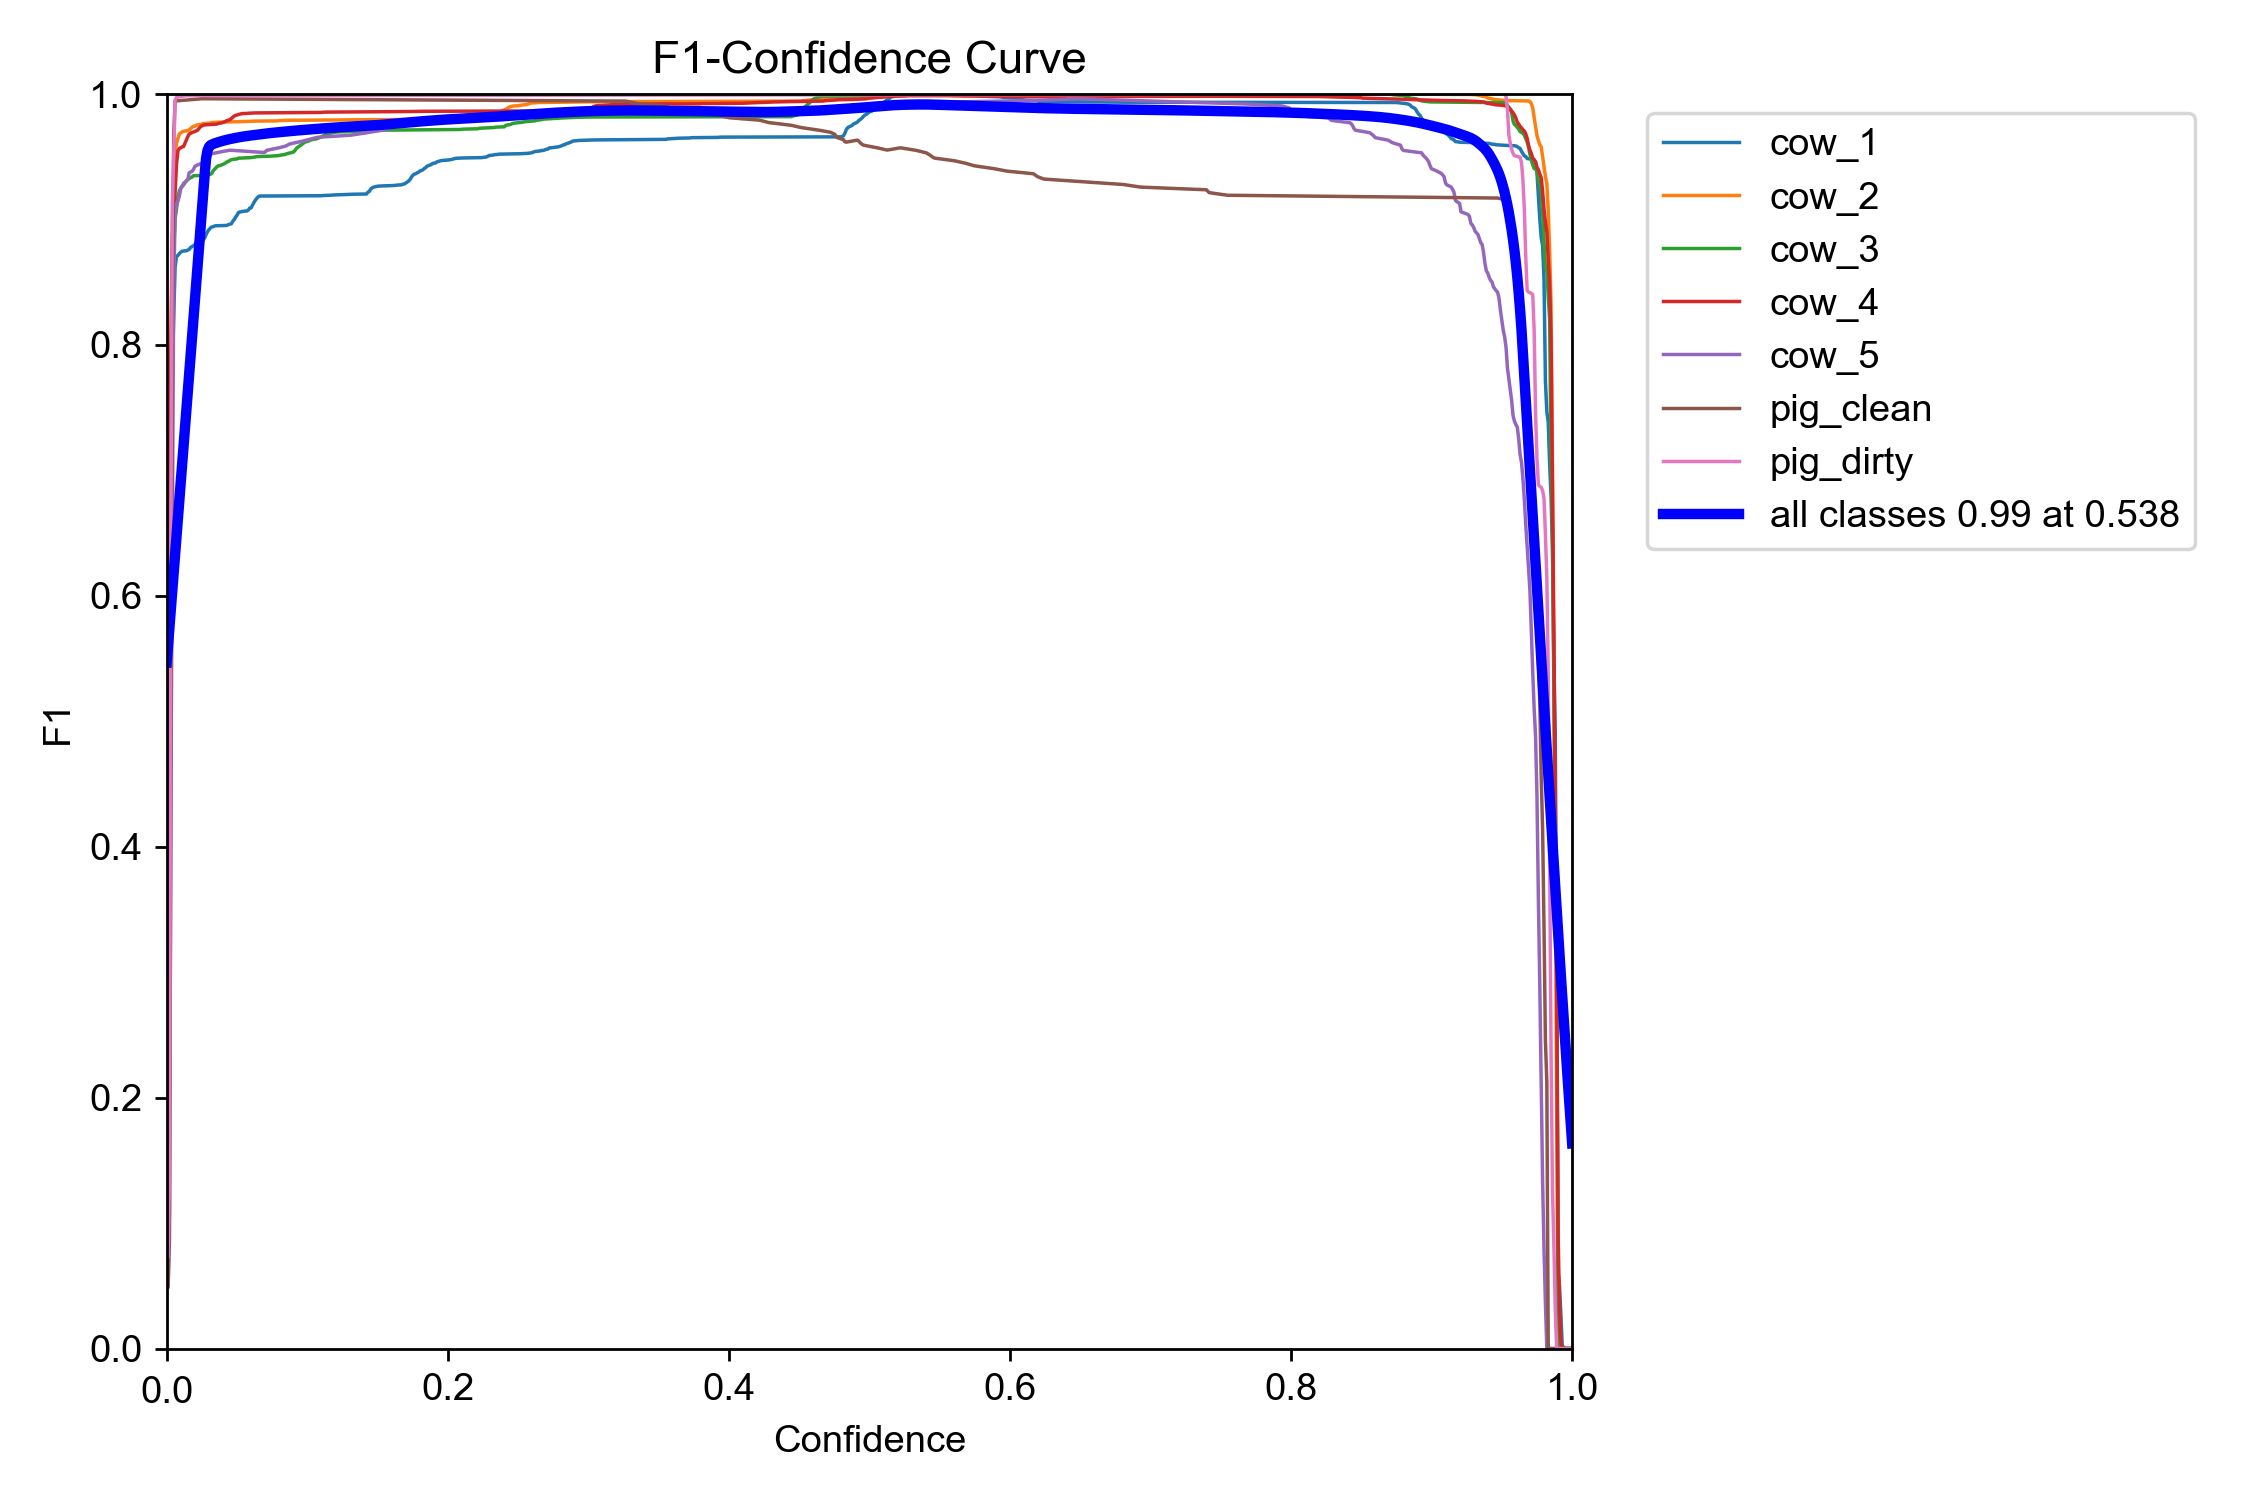 F1-Confidence Curve
1.0
0.8
0.6
0.4
0.2
0.0
F1
0.0 0.2 0.4 0.6 0.8 1.0
Confidence
cow_1
cow_2
cow_3
cow_4
cow_5
pig_clean
pig_dirty
all classes 0.99 at 0.538